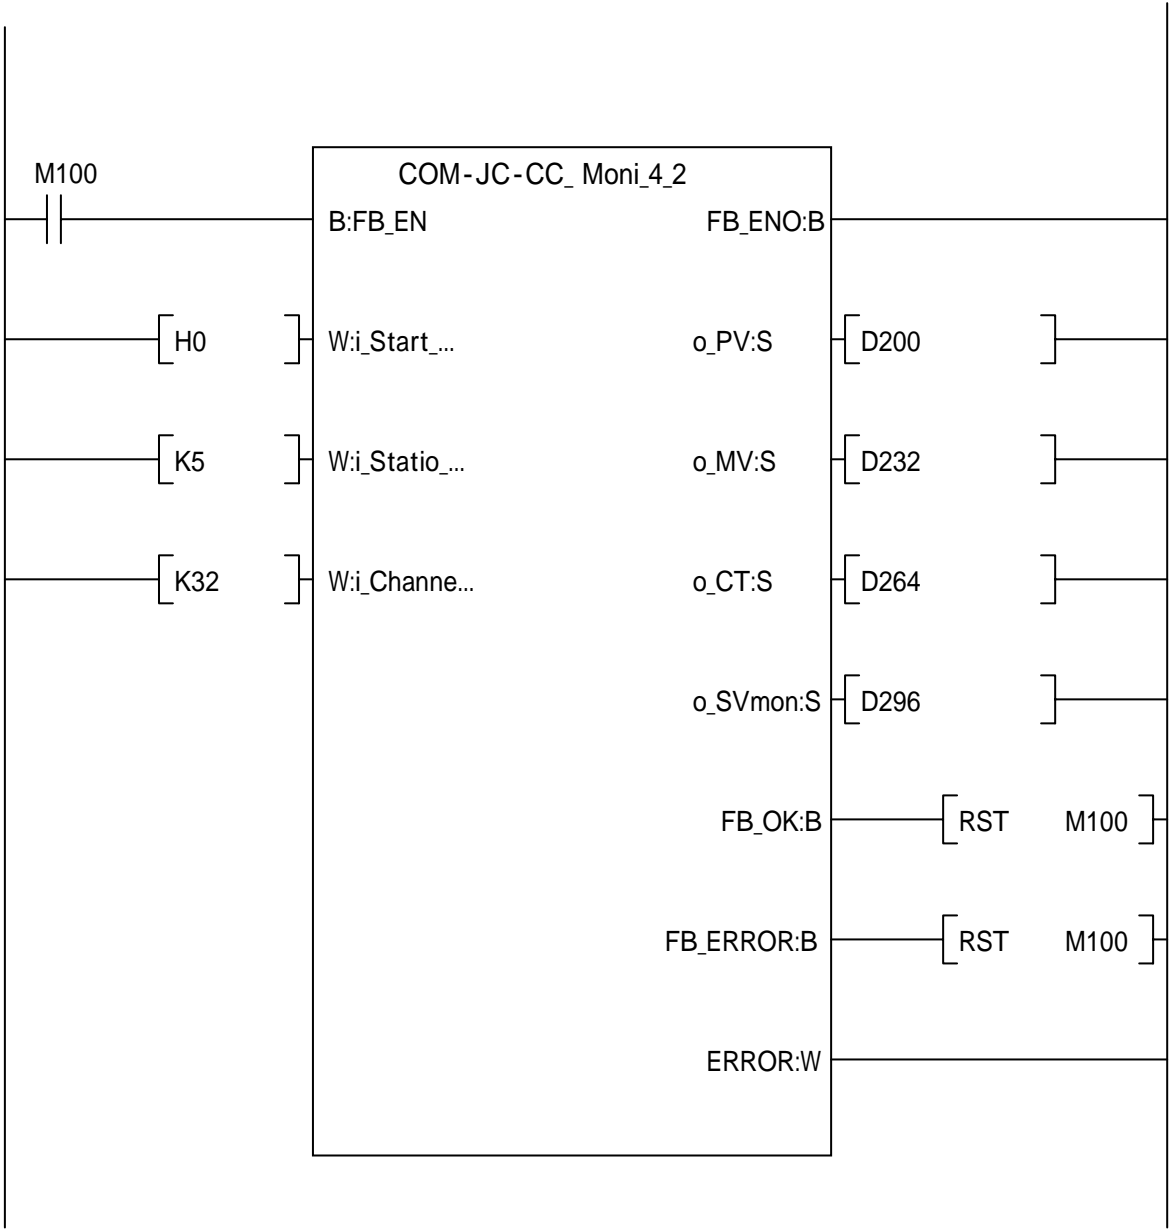 M100
COM-JC-CC_ Moni_4_2
B:FB_EN FB_ENO:B
H0 W:i_Start_... o_PV:S D200
K5 W:i_Statio_... o_MV:S D232
K32 W:i_Channe... o_CT:S D264
o_SVmon:S D296
FB_OK:B RST M100
FB_ERROR:B RST M100
ERROR:W